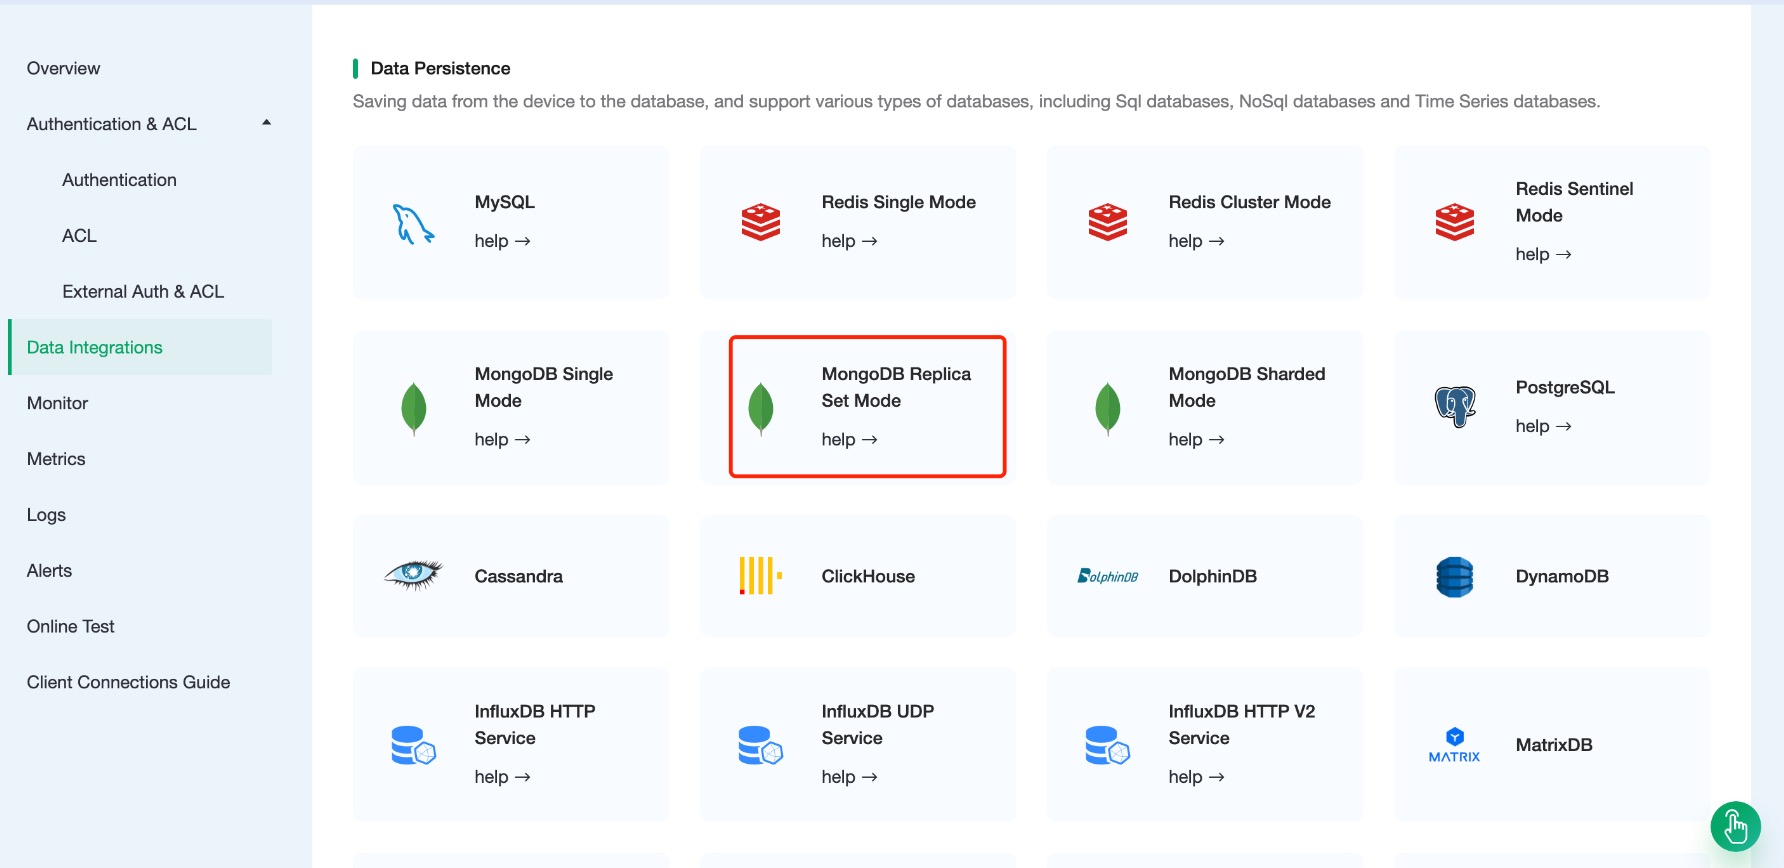 Overview
Authentication & ACL
Authentication
ACL
External Auth & ACL
Data Integrations
Monitor
Metrics
Logs
Alerts
Online Test
Client Connections Guide
Data Persistence
Saving data from the device to the database, and support various types of databases, including Sql databases, NoSql databases and Time Series databases.
MySQL
help →
Redis Single Mode
help →
Redis Cluster Mode
help →
Redis Sentinel
Mode
help →
MongoDB Single
Mode
help →
MongoDB Replica
Set Mode
help →
MongoDB Sharded
Mode
help →
PostgreSQL
help →
Cassandra
ClickHouse
DolphinDB
DolphinDB
DynamoDB
InfluxDB HTTP
Service
help →
InfluxDB UDP
Service
help →
InfluxDB HTTP V2
Service
help →
MATRIX
MatrixDB